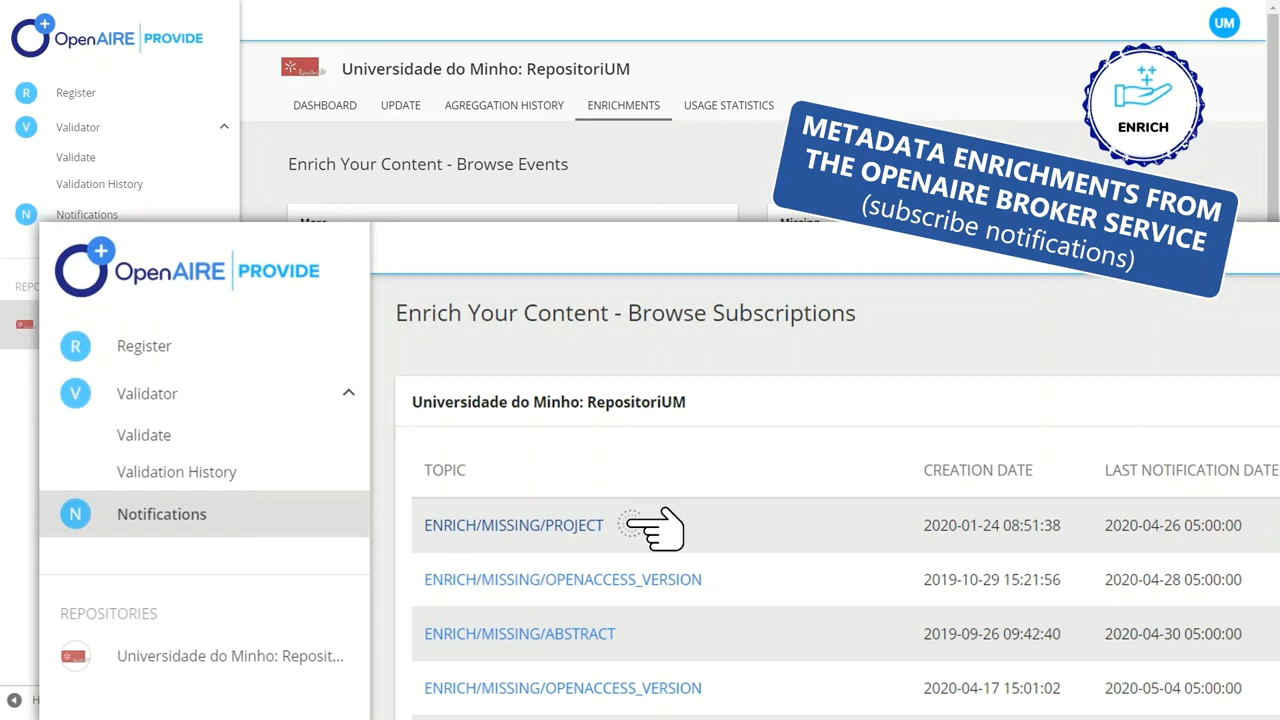 OpenAIRE PROVIDE
UM
Universidade do Minho: RepositoriUM
R Register
DASHBOARD UPDATE AGREGGATION HISTORY ENRICHMENTS USAGE STATISTICS
V Validator
ENRICH
METADATA ENRICHMENTS FROM
THE OPENAIRE BROKER SERVICE
(subscribe notifications)
Validate
Enrich Your Content - Browse Events
Validation History
N Notifications
More
Missing
OpenAIRE PROVIDE
REPO
Enrich Your Content - Browse Subscriptions
R Register
V Validator
Validate
Validation History
N Notifications
REPOSITORIES
Universidade do Minho: Reposit...
H
Universidade do Minho: RepositoriUM
TOPIC CREATION DATE LAST NOTIFICATION DATE
ENRICH/MISSING/PROJECT 2020-01-24 08:51:38 2020-04-26 05:00:00
ENRICH/MISSING/OPENACCESS_VERSION 2019-10-29 15:21:56 2020-04-28 05:00:00
ENRICH/MISSING/ABSTRACT 2019-09-26 09:42:40 2020-04-30 05:00:00
ENRICH/MISSING/OPENACCESS_VERSION 2020-04-17 15:01:02 2020-05-04 05:00:00